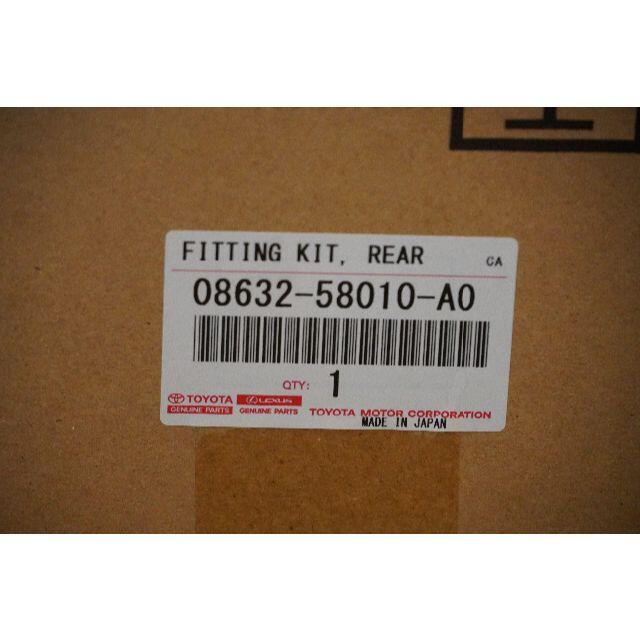 FITTING KIT, REAR CA
08632-58010-A0
QTY: 1
TOYOTA LEXUS
GENUINE PARTS GENUINE PARTS TOYOTA MOTOR CORPORATION
MADE IN JAPAN